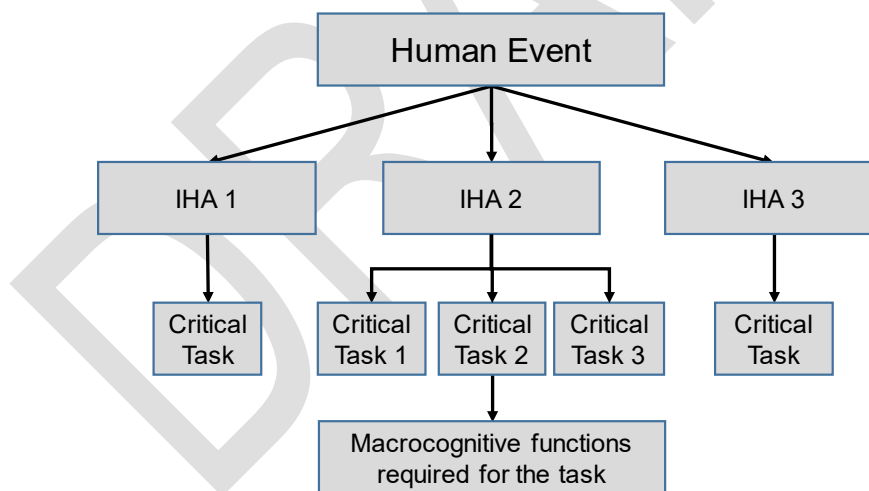 DRAFT
Human Event
IHA 1
IHA 2
IHA 3
Critical
Task
Critical
Task 1
Critical
Task 2
Critical
Task 3
Critical
Task
Macrocognitive functions
required for the task